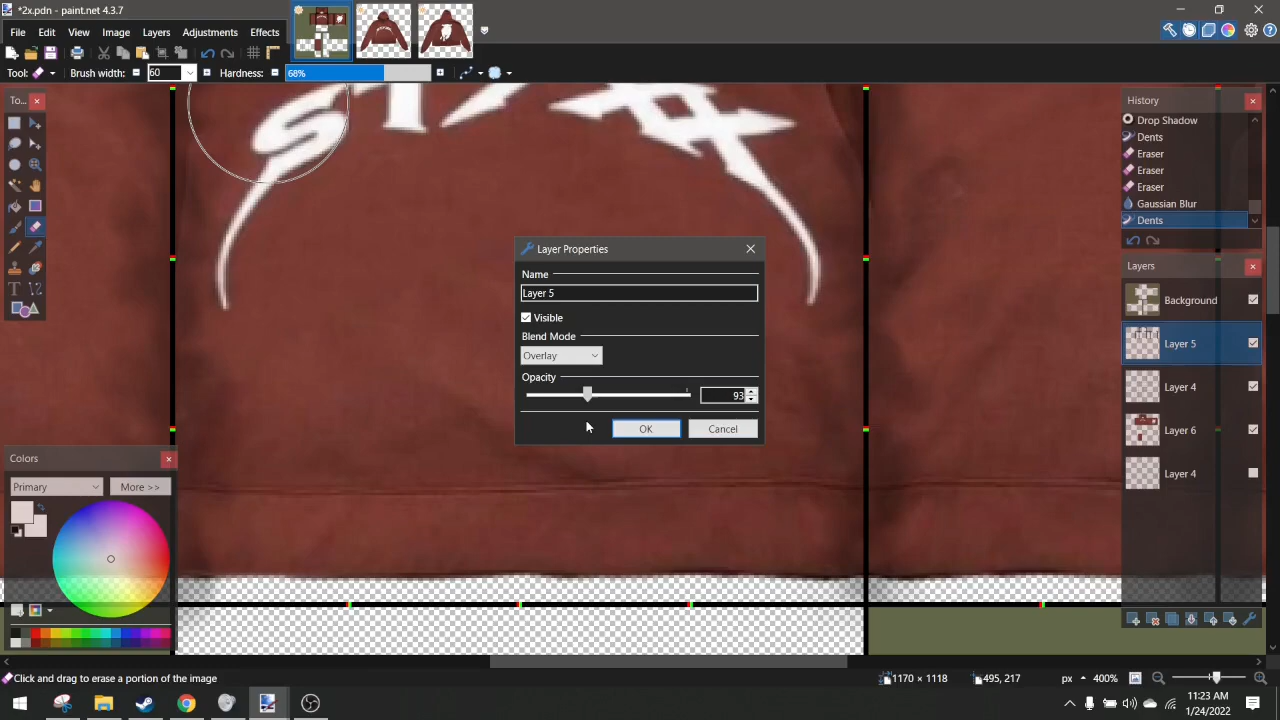 *2x.pdn - paint.net 4.3.7
File Edit View Image Layers Adjustments Effects
Tool: Brush width: 60 Hardness: 68%
To...
History
Drop Shadow
Dents
Eraser
Eraser
Eraser
Gaussian Blur
Dents
Layer Properties
Name
Layer 5
Visible
Blend Mode
Overlay
Opacity
93
OK Cancel
Layers
Background
Layer 5
Layer 4
Layer 6
Layer 4
Colors
Primary More >>
Click and drag to erase a portion of the image
1170 × 1118
495, 217
px
400%
11:23 AM
1/24/2022